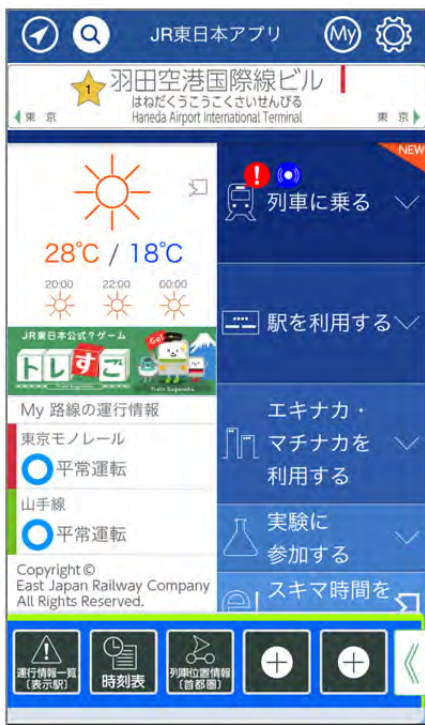 JR東日本アプリ
My
1
羽田空港国際線ビル
はねだくうこうこくさいせんびる
東 京
Haneda Airport International Terminal
東 京
28°C / 18°C
20:00 22:00 00:00
JR東日本公式?ゲーム
Go!
トレすご
Train Sugoroku
My 路線の運行情報
東京モノレール
平常運転
山手線
平常運転
Copyright ©
East Japan Railway Company
All Rights Reserved.
NEW
列車に乗る
駅を利用する
エキナカ・
マチナカを
利用する
実験に
参加する
スキマ時間を
運行情報一覧
(表示駅)
時刻表
列車位置情報
(首都圏)